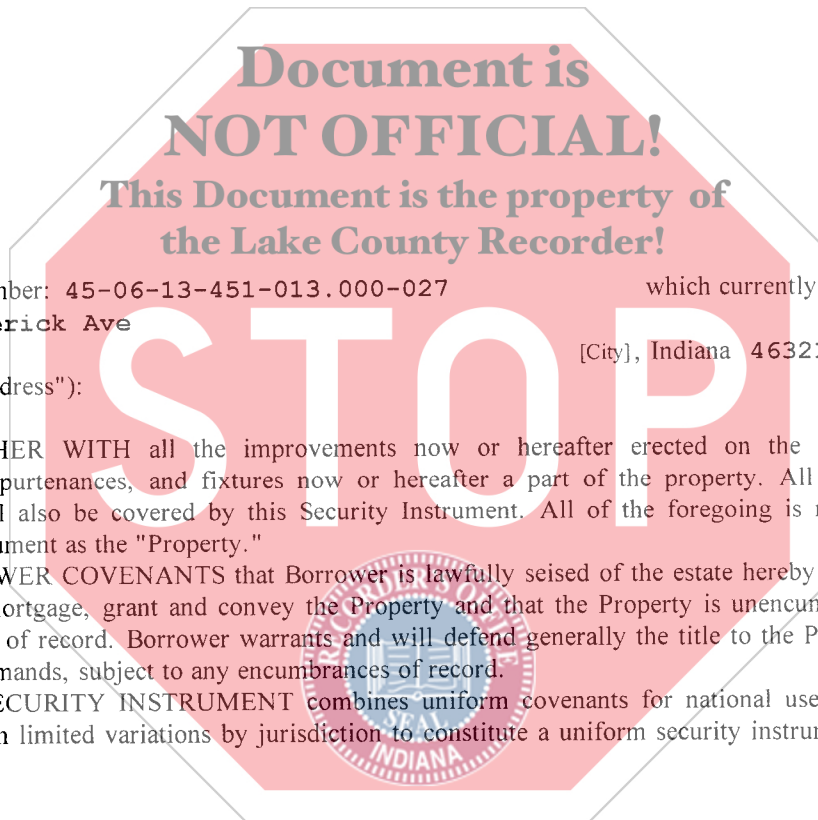 Document is
NOT OFFICIAL!
This Document is the property of
the Lake County Recorder!
nber: 45-06-13-451-013.000-027 which currently
erick Ave
[City], Indiana 46321
dress"):
STOP
HER WITH all the improvements now or hereafter erected on the
purtenances, and fixtures now or hereafter a part of the property. All
l also be covered by this Security Instrument. All of the foregoing is
ument as the "Property."
WER COVENANTS that Borrower is lawfully seised of the estate hereby
ortgage, grant and convey the Property and that the Property is unencum
of record. Borrower warrants and will defend generally the title to the P
mands, subject to any encumbrances of record.
ECURITY INSTRUMENT combines uniform covenants for national use
n limited variations by jurisdiction to constitute a uniform security instru
RECORDER'S OFFICE
SEAL
INDIANA